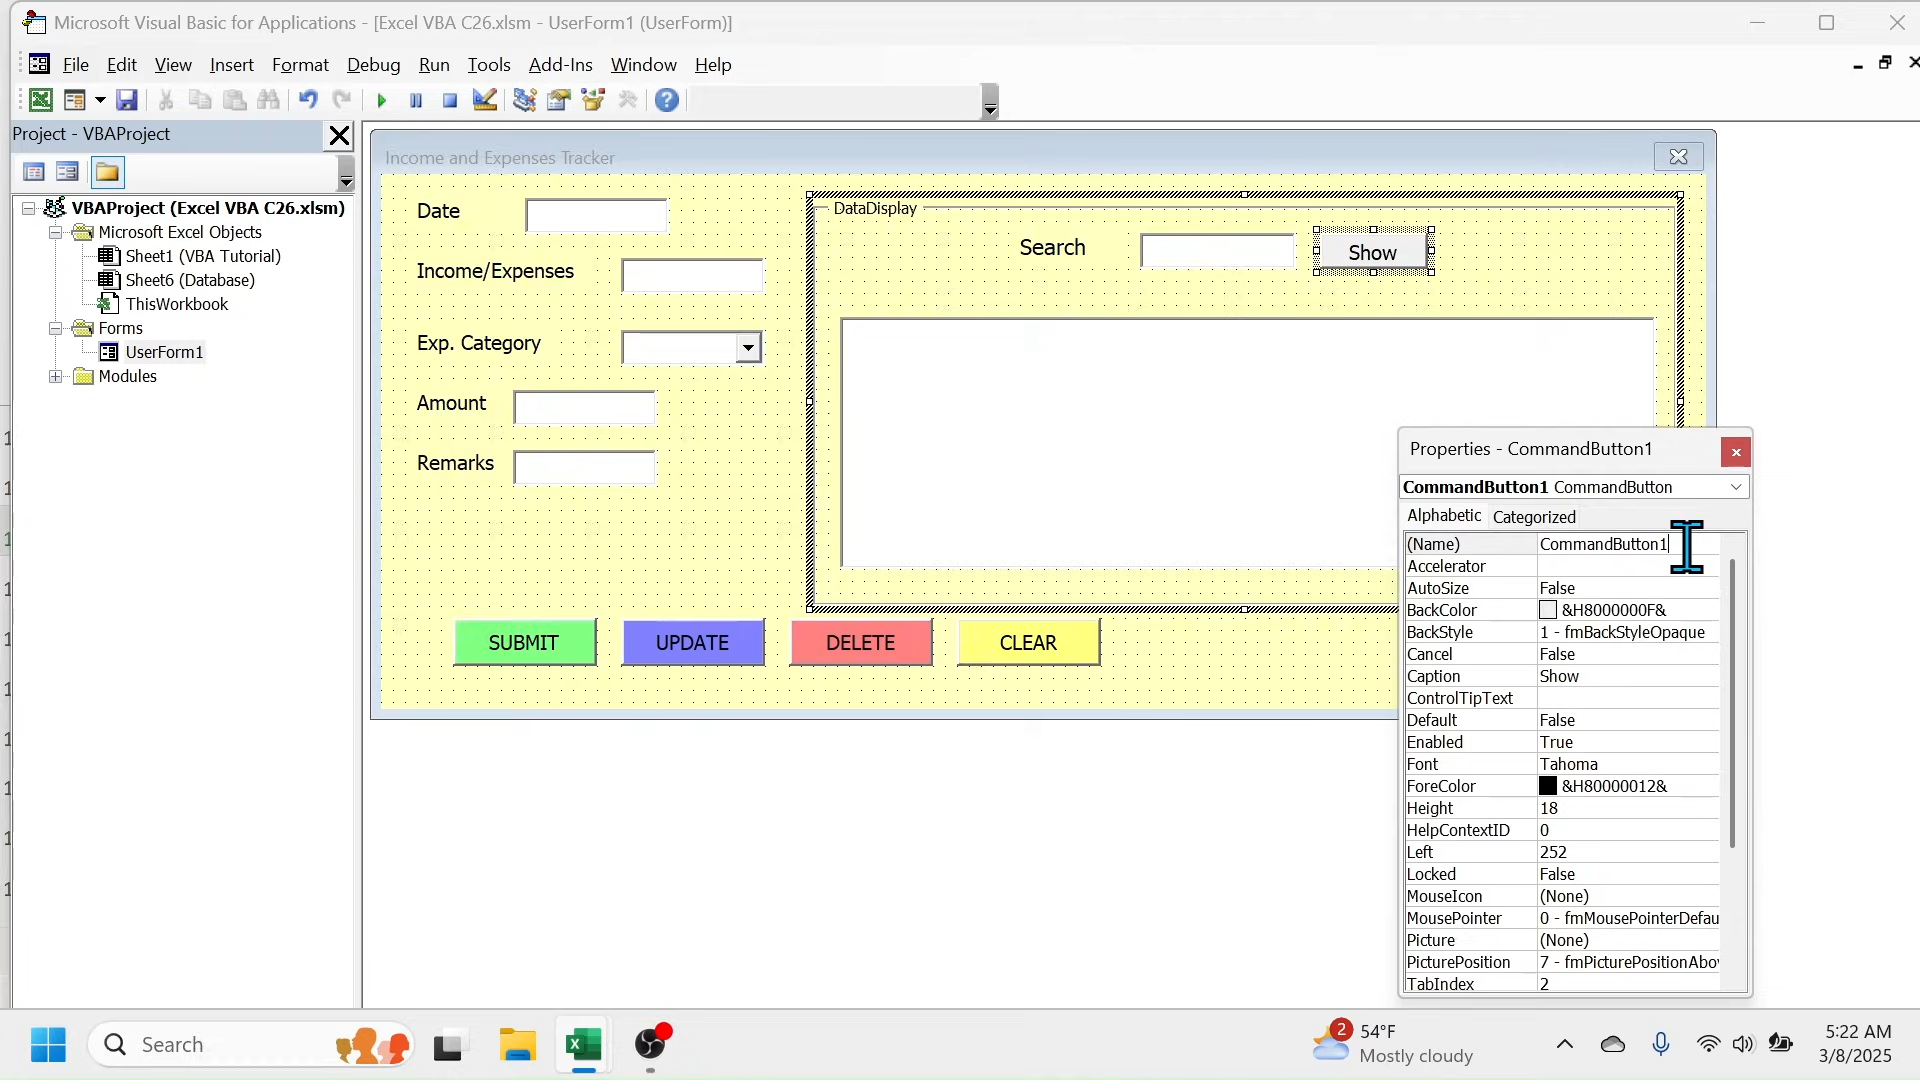 Microsoft Visual Basic for Applications - [Excel VBA C26.xlsm - UserForm1 (UserForm)]
File Edit View Insert Format Debug Run Tools Add-Ins Window Help
Project - VBAProject
VBAProject (Excel VBA C26.xlsm)
Microsoft Excel Objects
Sheet1 (VBA Tutorial)
Sheet6 (Database)
ThisWorkbook
Forms
UserForm1
Modules
Income and Expenses Tracker
Date
Income/Expenses
Exp. Category
Amount
Remarks
DataDisplay
Search
Show
SUBMIT
UPDATE
DELETE
CLEAR
Properties - CommandButton1
CommandButton1 CommandButton
Alphabetic Categorized
(Name) CommandButton1
Accelerator
AutoSize False
BackColor &H8000000F&
BackStyle 1 - fmBackStyleOpaque
Cancel False
Caption Show
ControlTipText
Default False
Enabled True
Font Tahoma
ForeColor &H80000012&
Height 18
HelpContextID 0
Left 252
Locked False
MouseIcon (None)
MousePointer 0 - fmMousePointerDefau
Picture (None)
PicturePosition 7 - fmPicturePositionAbov
TabIndex 2
Search
2
54°F
Mostly cloudy
5:22 AM
3/8/2025